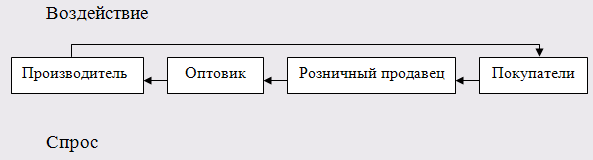 Воздействие
Производитель Оптовик Розничный продавец Покупатели
Спрос